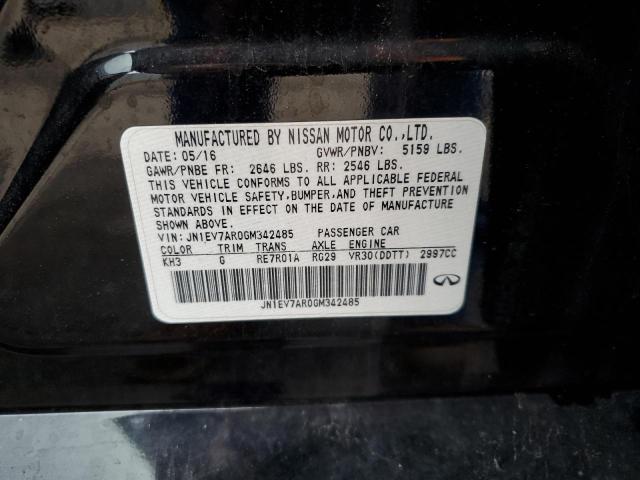 MANUFACTURED BY NISSAN MOTOR CO.,LTD.
DATE: 05/16 GVWR/PNBV: 5159 LBS.
GAWR/PNBE FR: 2646 LBS. RR: 2546 LBS.
THIS VEHICLE CONFORMS TO ALL APPLICABLE FEDERAL
MOTOR VEHICLE SAFETY, BUMPER, AND THEFT PREVENTION
STANDARDS IN EFFECT ON THE DATE OF MANUFACTURE
SHOWN ABOVE.
VIN: JN1EV7AR0GM342485 PASSENGER CAR
COLOR TRIM TRANS AXLE ENGINE
KH3 G RE7R01A RG29 VR30(DDTT) 2997CC
JN1EV7AR0GM342485